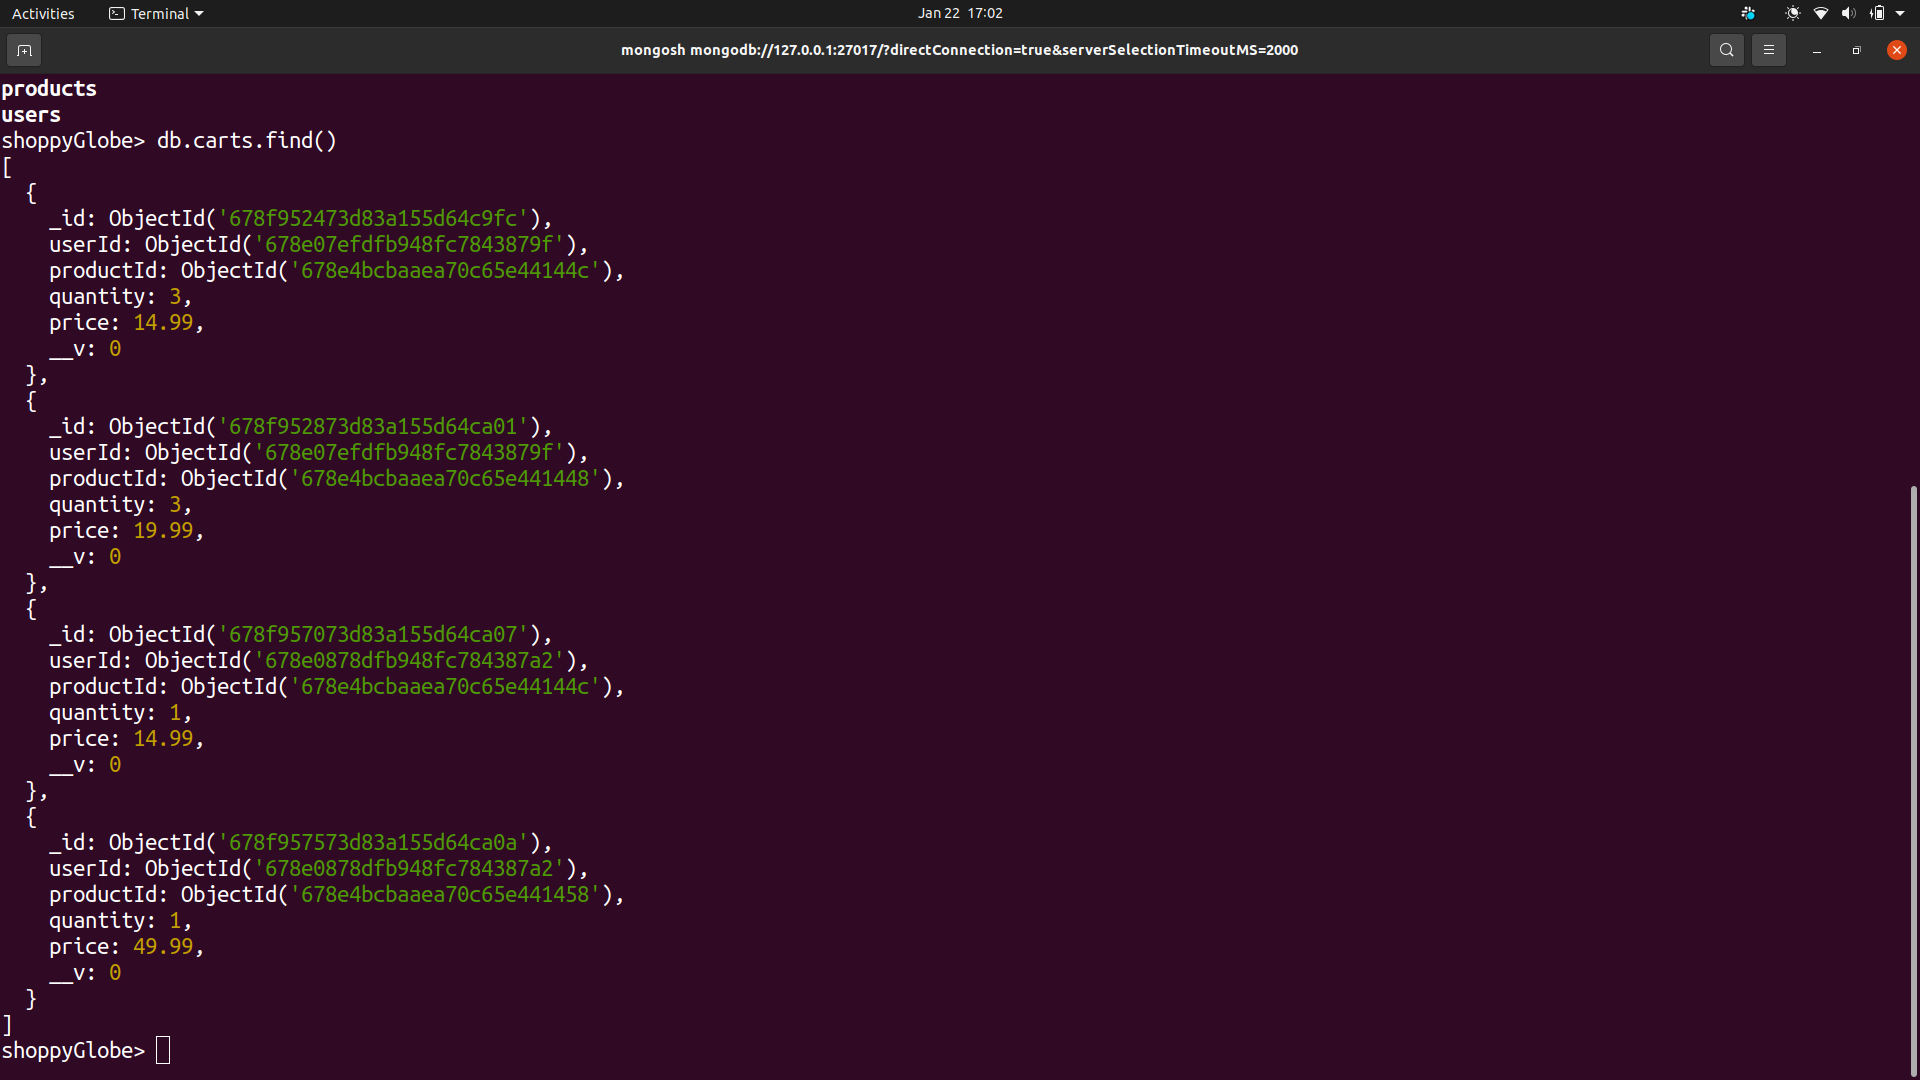 Activities Terminal Jan 22 17:02
mongosh mongodb://127.0.0.1:27017/?directConnection=true&serverSelectionTimeoutMS=2000
products
users
shoppyGlobe> db.carts.find()
[
  {
    _id: ObjectId('678f952473d83a155d64c9fc'),
    userId: ObjectId('678e07efdfb948fc7843879f'),
    productId: ObjectId('678e4bcbaaea70c65e44144c'),
    quantity: 3,
    price: 14.99,
    __v: 0
  },
  {
    _id: ObjectId('678f952873d83a155d64ca01'),
    userId: ObjectId('678e07efdfb948fc7843879f'),
    productId: ObjectId('678e4bcbaaea70c65e441448'),
    quantity: 3,
    price: 19.99,
    __v: 0
  },
  {
    _id: ObjectId('678f957073d83a155d64ca07'),
    userId: ObjectId('678e0878dfb948fc784387a2'),
    productId: ObjectId('678e4bcbaaea70c65e44144c'),
    quantity: 1,
    price: 14.99,
    __v: 0
  },
  {
    _id: ObjectId('678f957573d83a155d64ca0a'),
    userId: ObjectId('678e0878dfb948fc784387a2'),
    productId: ObjectId('678e4bcbaaea70c65e441458'),
    quantity: 1,
    price: 49.99,
    __v: 0
  }
]
shoppyGlobe>